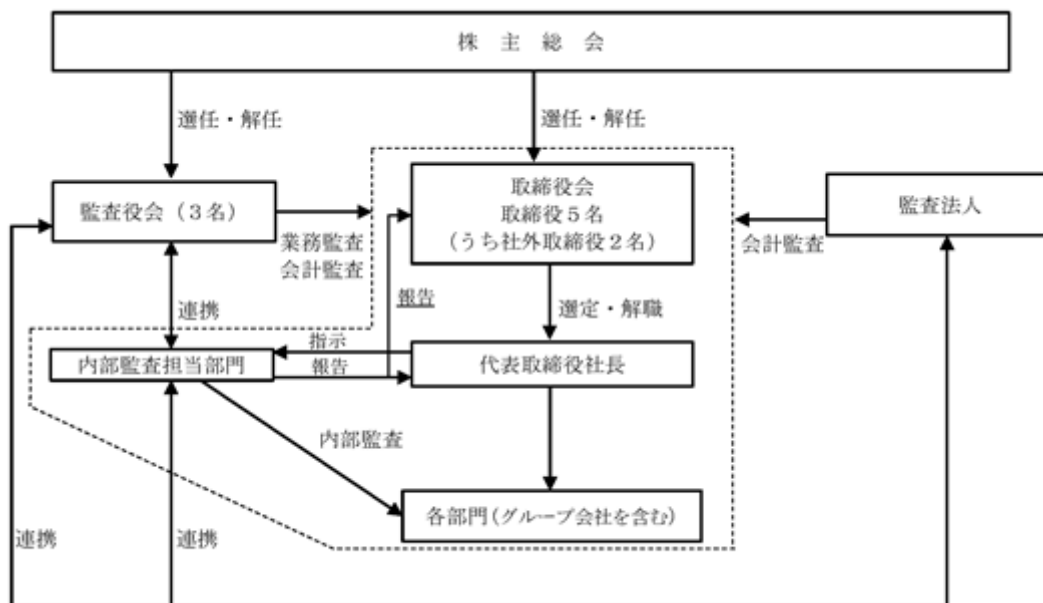 株 主 総 会
選任・解任
選任・解任
監査役会(3名)
取締役会
取締役5名
(うち社外取締役2名)
監査法人
業務監査
会計監査
会計監査
報告
選定・解職
連携
指示
報告
内部監査担当部門
代表取締役社長
内部監査
各部門(グループ会社を含む)
連携
連携